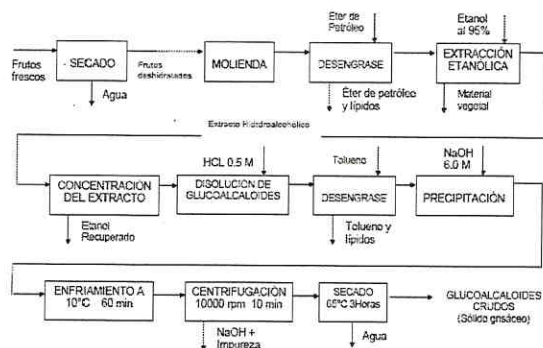 Éter de
Petróleo
Etanol
al 95%
Frutos
frescos
SECADO
Frutos
deshidratados
MOLIENDA
DESENGRASE
EXTRACCIÓN
ETANÓLICA
Agua
Éter de petróleo
y lípidos
Material
vegetal
Extracto Hidroalcohólico
HCL 0.5 M
Tolueno
NaOH
6.0 M
CONCENTRACIÓN
DEL EXTRACTO
DISOLUCION DE
GLUCOALCALOIDES
DESENGRASE
PRECIPITACIÓN
Etanol
Recuperado
Tolueno y
lípidos
ENFRIAMIENTO A
10°C 60 min
CENTRIFUGACIÓN
10000 rpm 10 min
SECADO
65°C 3Horas
GLUCOALCALOIDES
CRUDOS
(Sólido grisáceo)
NaOH +
Impureza
Agua